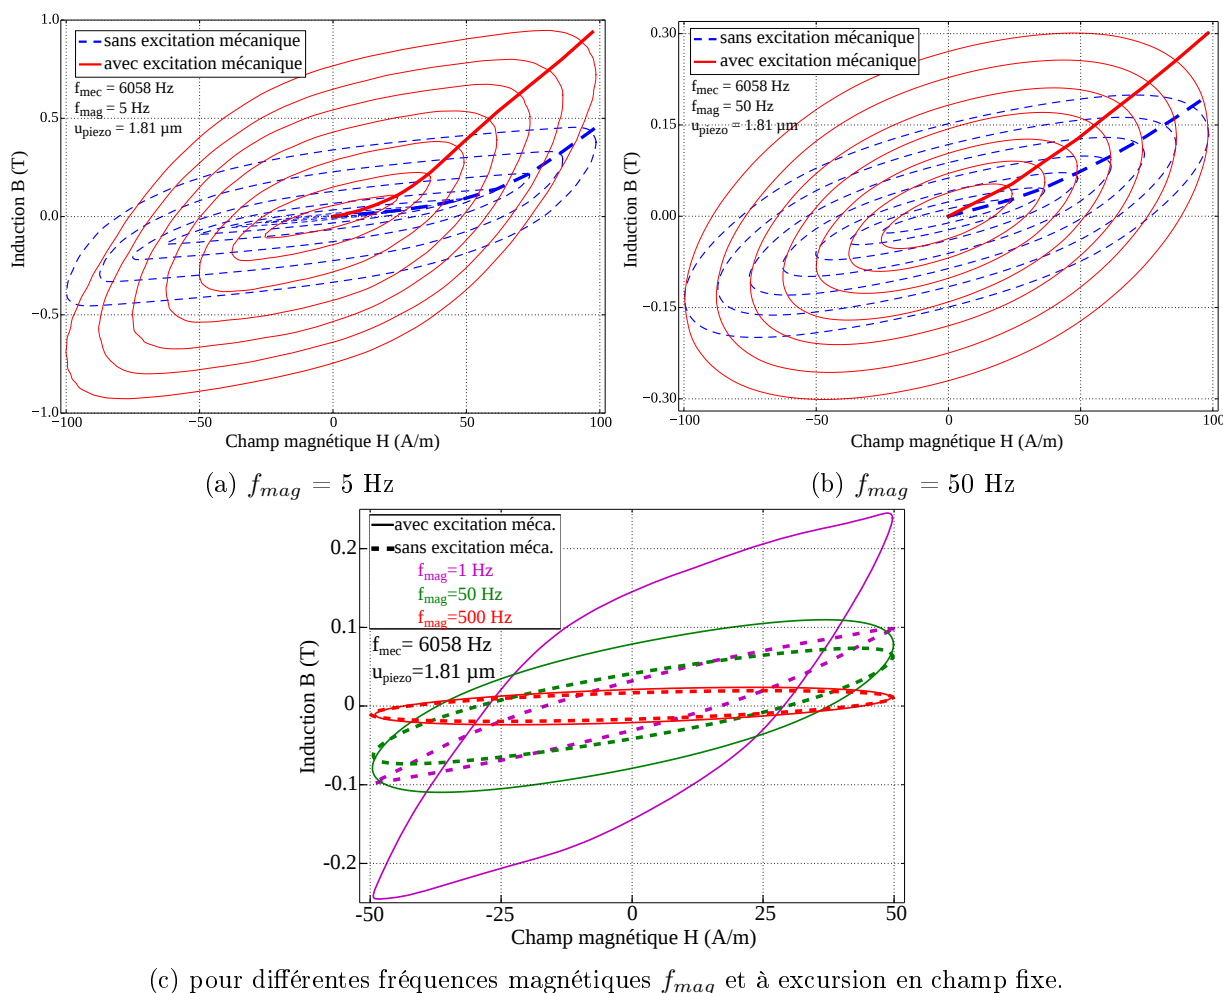 sans excitation mécanique
avec excitation mécanique
f_mec = 6058 Hz
f_mag = 5 Hz
u_piezo = 1.81 µm
1.0
0.5
0.0
−0.5
−1.0
Induction B (T)
−100
−50
0
50
100
Champ magnétique H (A/m)
(a) f_mag = 5 Hz
sans excitation mécanique
avec excitation mécanique
f_mec = 6058 Hz
f_mag = 50 Hz
u_piezo = 1.81 µm
0.30
0.15
0.00
−0.15
−0.30
Induction B (T)
−100
−50
0
50
100
Champ magnétique H (A/m)
(b) f_mag = 50 Hz
avec excitation méca.
sans excitation méca.
f_mag=1 Hz
f_mag=50 Hz
f_mag=500 Hz
f_mec= 6058 Hz
u_piezo=1.81 µm
0.2
0.1
0
-0.1
-0.2
Induction B (T)
-50
-25
0
25
50
Champ magnétique H (A/m)
(c) pour différentes fréquences magnétiques f_mag et à excursion en champ fixe.